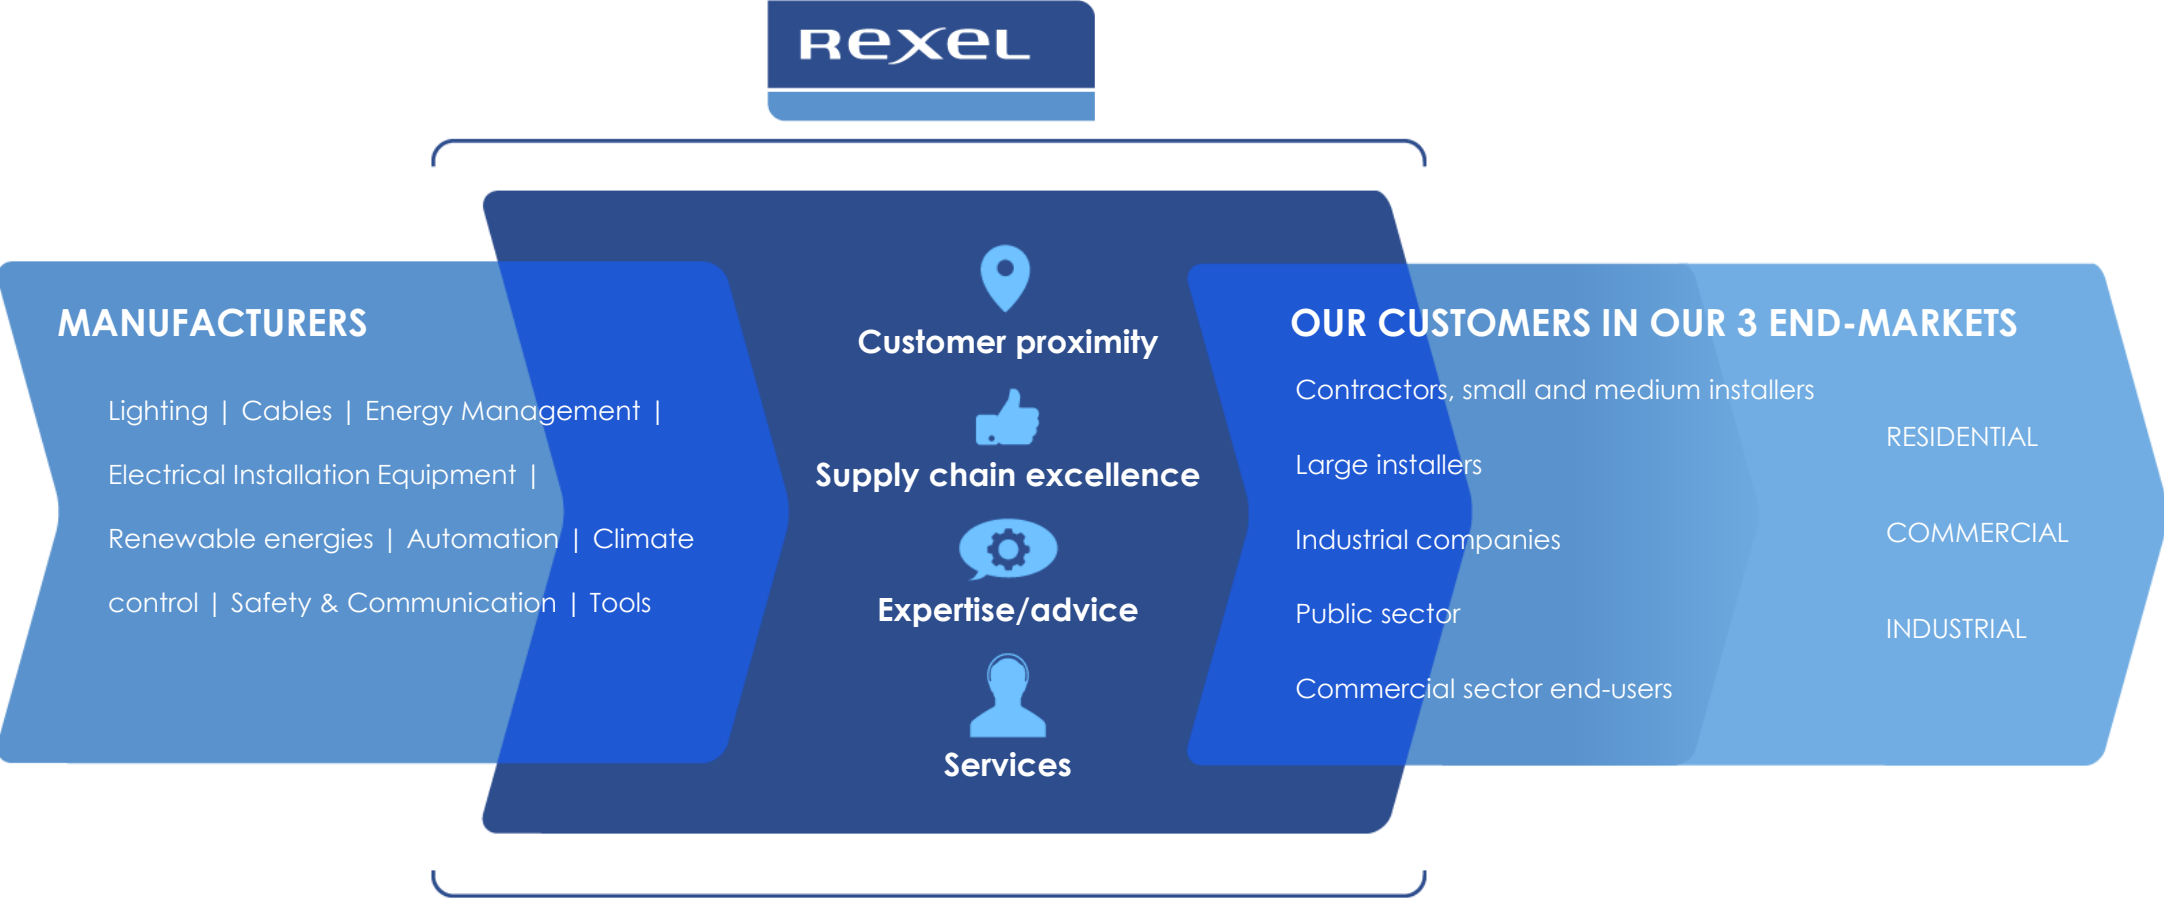 REXEL
MANUFACTURERS
Lighting | Cables | Energy Management |
Electrical Installation Equipment |
Renewable energies | Automation | Climate
control | Safety & Communication | Tools
Customer proximity
Supply chain excellence
Expertise/advice
Services
OUR CUSTOMERS IN OUR 3 END-MARKETS
Contractors, small and medium installers
Large installers
Industrial companies
Public sector
Commercial sector end-users
RESIDENTIAL
COMMERCIAL
INDUSTRIAL